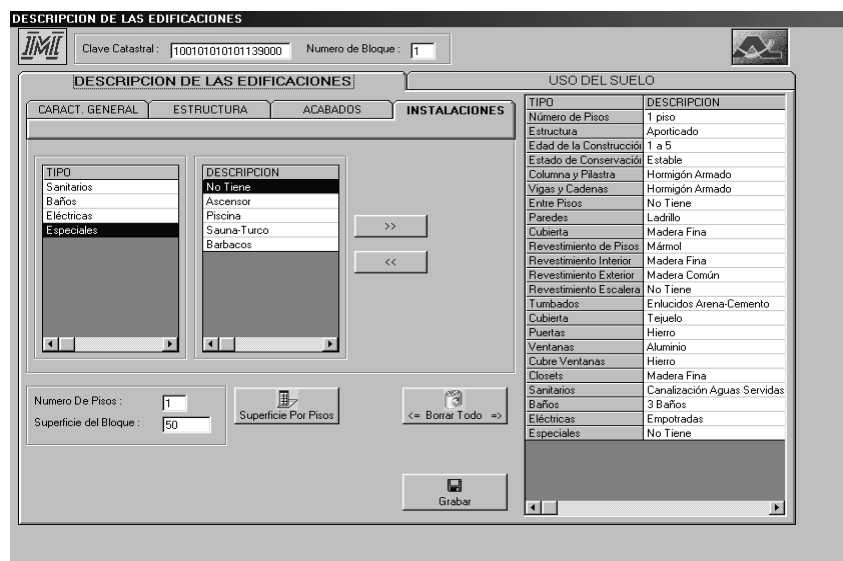 DESCRIPCION DE LAS EDIFICACIONES
JIMJI
Clave Catastral : 100101010101139000 Numero de Bloque : 1
DESCRIPCION DE LAS EDIFICACIONES USO DEL SUELO
CARACT. GENERAL ESTRUCTURA ACABADOS INSTALACIONES
TIPO
Sanitarios
Baños
Eléctricas
Especiales
DESCRIPCION
No Tiene
Ascensor
Piscina
Sauna-Turco
Barbacos
>>
<<
Numero De Pisos : 1
Superficie del Bloque : 50
Superficie Por Pisos
<= Borrar Todo =>
Grabar
TIPO DESCRIPCION
Número de Pisos 1 piso
Estructura Aporticado
Edad de la Construcció 1 a 5
Estado de Conservació Estable
Columna y Pilastra Hormigón Armado
Vigas y Cadenas Hormigón Armado
Entre Pisos No Tiene
Paredes Ladrillo
Cubierta Madera Fina
Revestimiento de Pisos Mármol
Revestimiento Interior Madera Fina
Revestimiento Exterior Madera Común
Revestimiento Escalera No Tiene
Tumbados Enlucidos Arena-Cemento
Cubierta Tejuelo
Puertas Hierro
Ventanas Aluminio
Cubre Ventanas Hierro
Closets Madera Fina
Sanitarios Canalización Aguas Servidas
Baños 3 Baños
Eléctricas Empotradas
Especiales No Tiene